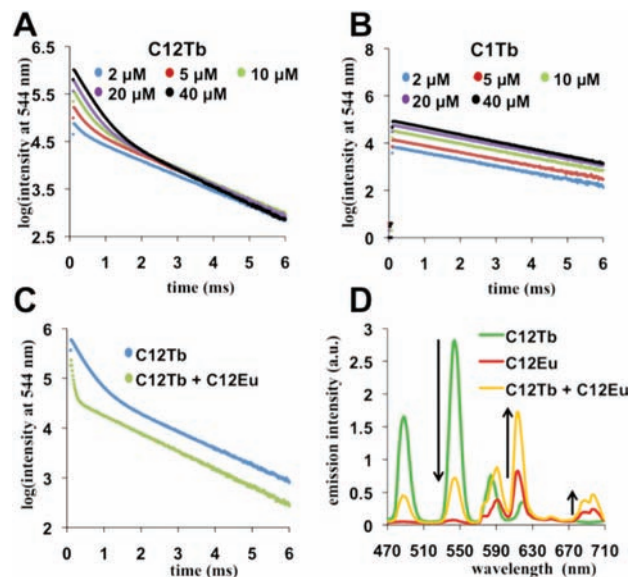 A
C12Tb
2 µM 5 µM 10 µM
20 µM 40 µM
log(intensity at 544 nm)
6.5
5.5
4.5
3.5
2.5
0 1 2 3 4 5 6
time (ms)
B
C1Tb
2 µM 5 µM 10 µM
20 µM 40 µM
log(intensity at 544 nm)
8
6
4
2
0
0 1 2 3 4 5 6
time (ms)
C
C12Tb
C12Tb + C12Eu
log(intensity at 544 nm)
6
5
4
3
2
0 1 2 3 4 5 6
time (ms)
D
C12Tb
C12Eu
C12Tb + C12Eu
emission intensity (a.u.)
3
2.5
2
1.5
1
0.5
0
470 510 550 590 630 670 710
wavelength (nm)